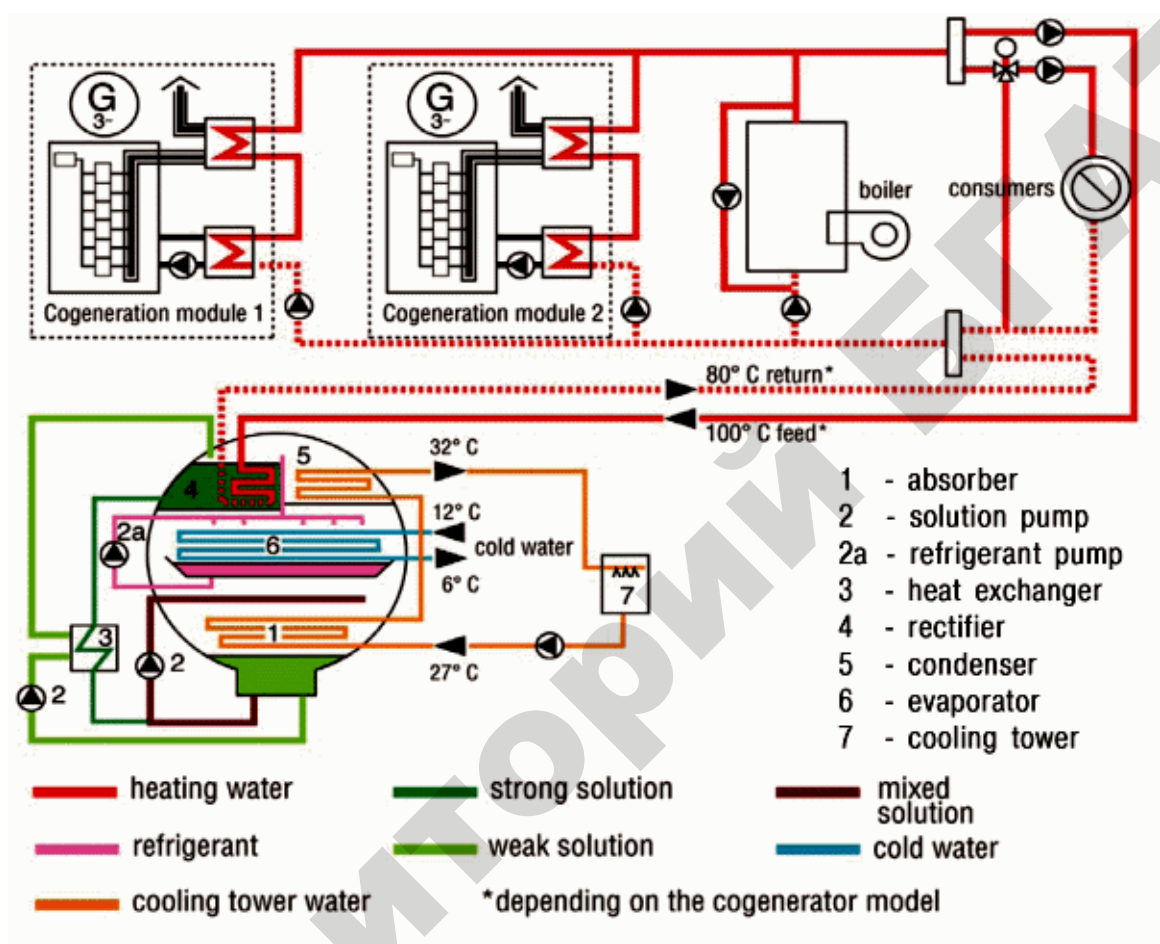 G
3~
Cogeneration module 1
G
3~
Cogeneration module 2
boiler
consumers
80° C return*
100° C feed*
5
32° C
4
12° C
2a
6
cold water
6° C
7
3
1
2
27° C
2
1 - absorber
2 - solution pump
2a - refrigerant pump
3 - heat exchanger
4 - rectifier
5 - condenser
6 - evaporator
7 - cooling tower
heating water
strong solution
mixed
solution
refrigerant
weak solution
cold water
cooling tower water
*depending on the cogenerator model
иторий БГАТ